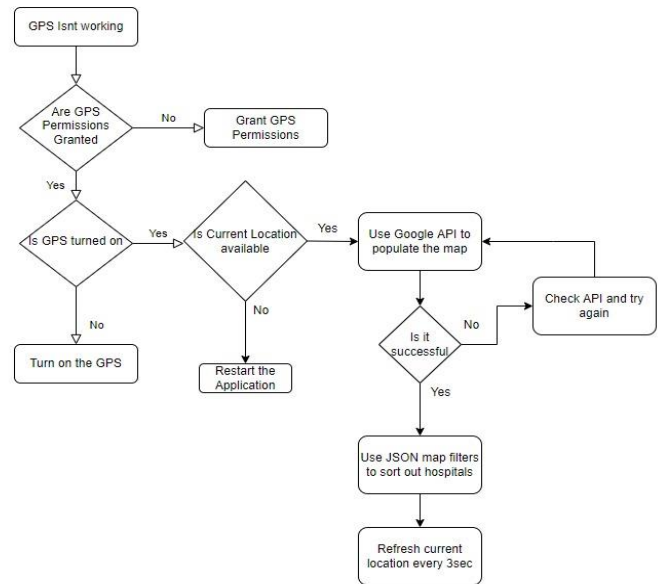 GPS Isnt working
Are GPS
Permissions
Granted
No
Grant GPS
Permissions
Yes
Is GPS turned on
Yes
Is Current Location
available
Yes
Use Google API to
populate the map
No
Turn on the GPS
No
Restart the
Application
Is it
successful
No
Check API and try
again
Yes
Use JSON map filters
to sort out hospitals
Refresh current
location every 3sec